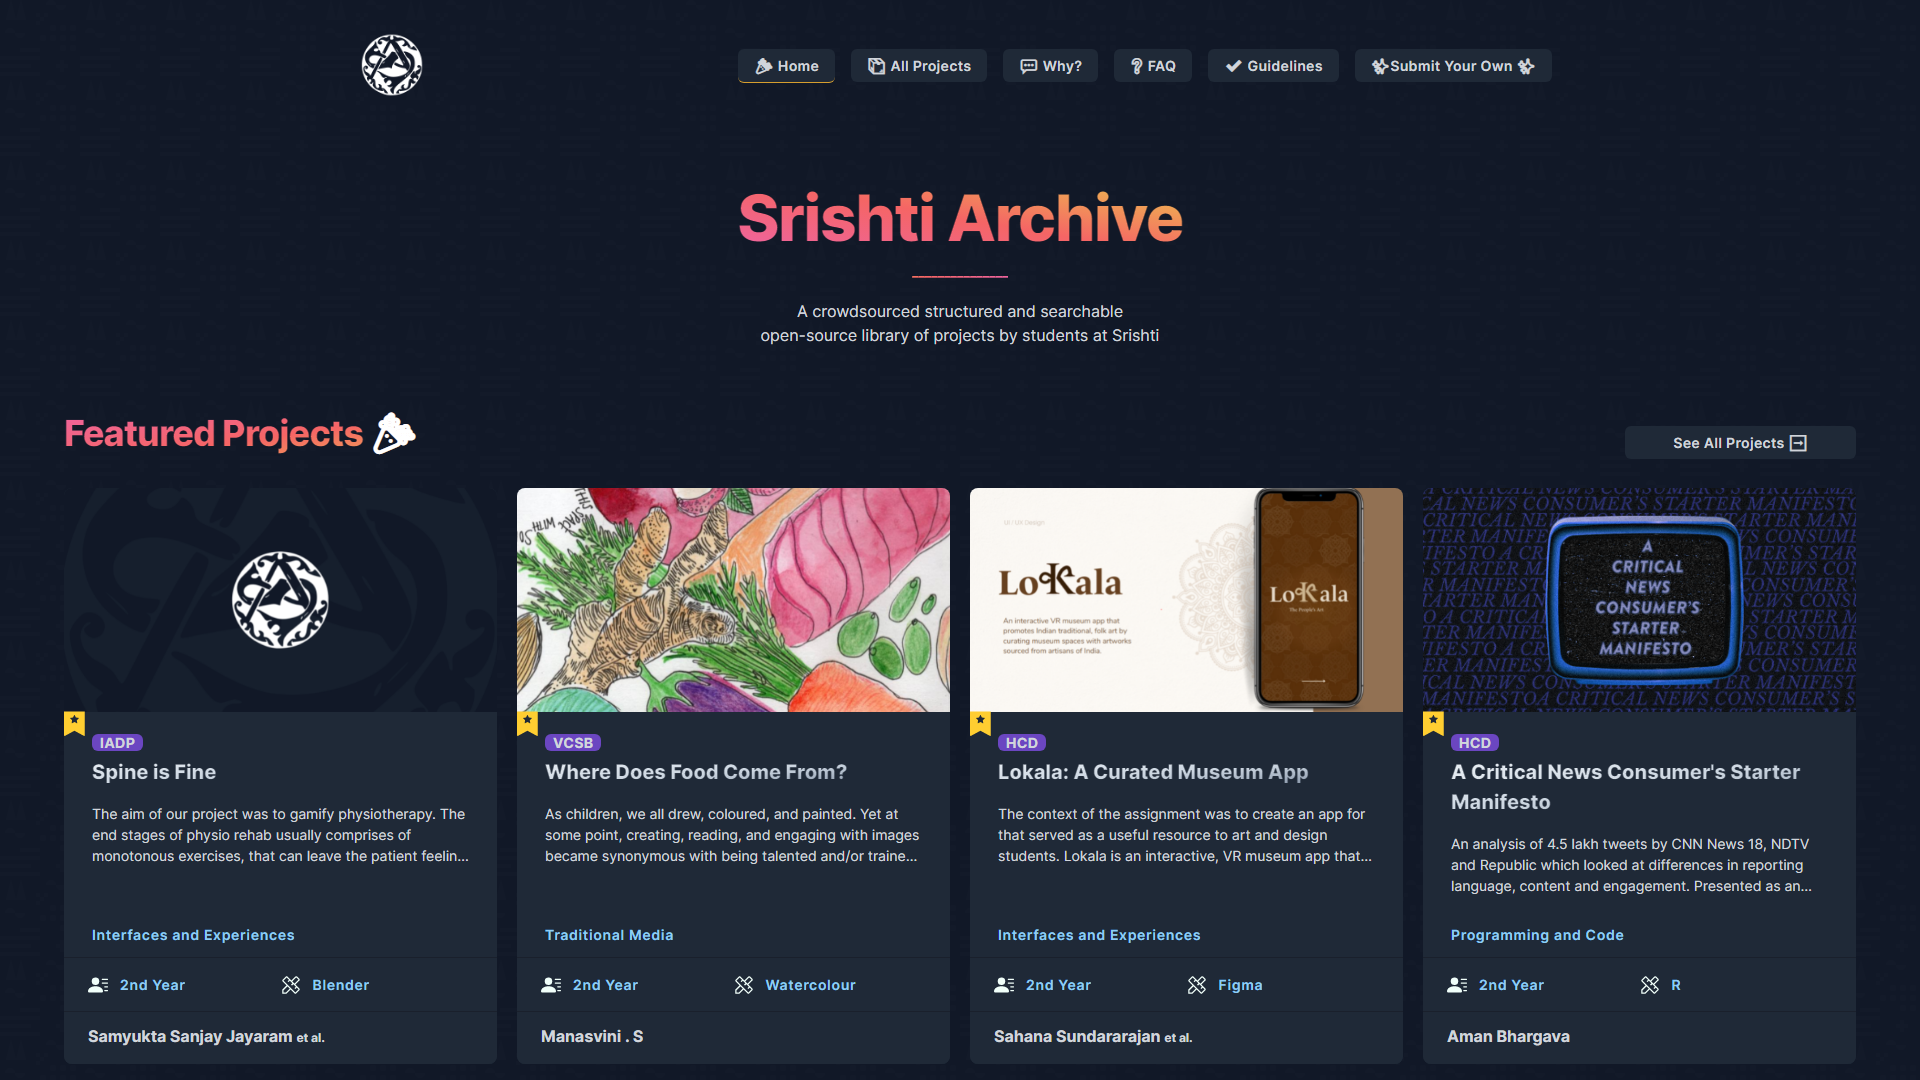 Home
All Projects
Why?
FAQ
Guidelines
Submit Your Own
Srishti Archive
A crowdsourced structured and searchable
open-source library of projects by students at Srishti
Featured Projects
See All Projects
IADP
Spine is Fine
The aim of our project was to gamify physiotherapy. The
end stages of physio rehab usually comprises of
monotonous exercises, that can leave the patient feelin...
Interfaces and Experiences
2nd Year
Blender
Samyukta Sanjay Jayaram et al.
VCSB
Where Does Food Come From?
As children, we all drew, coloured, and painted. Yet at
some point, creating, reading, and engaging with images
became synonymous with being talented and/or traine...
Traditional Media
2nd Year
Watercolour
Manasvini . S
UI / UX Design
LoKala
An interactive VR museum app that
promotes Indian traditional, folk art by
curating museum spaces with artworks
sourced from artisans of India.
LoKala
The People's Art
HCD
Lokala: A Curated Museum App
The context of the assignment was to create an app for
that served as a useful resource to art and design
students. Lokala is an interactive, VR museum app that...
Interfaces and Experiences
2nd Year
Figma
Sahana Sundararajan et al.
A
CRITICAL
NEWS
CONSUMER'S
STARTER
MANIFESTO
HCD
A Critical News Consumer's Starter
Manifesto
An analysis of 4.5 lakh tweets by CNN News 18, NDTV
and Republic which looked at differences in reporting
language, content and engagement. Presented as an...
Programming and Code
2nd Year
R
Aman Bhargava